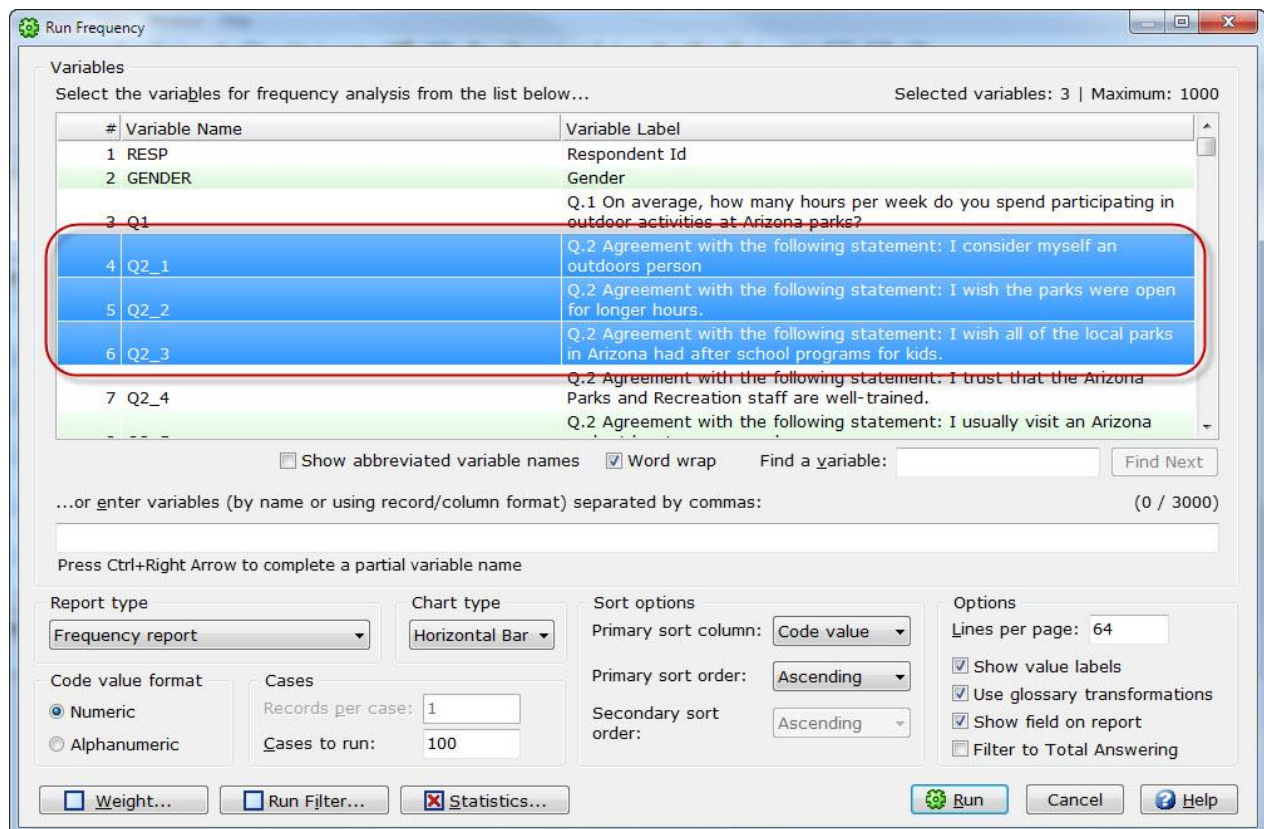 Run Frequency
Variables
Select the variables for frequency analysis from the list below...
Selected variables: 3 | Maximum: 1000
# Variable Name Variable Label
1 RESP Respondent Id
2 GENDER Gender
Q.1 On average, how many hours per week do you spend participating in
3 Q1 outdoor activities at Arizona parks?
Q.2 Agreement with the following statement: I consider myself an
4 Q2_1 outdoors person
Q.2 Agreement with the following statement: I wish the parks were open
5 Q2_2 for longer hours.
Q.2 Agreement with the following statement: I wish all of the local parks
6 Q2_3 in Arizona had after school programs for kids.
Q.2 Agreement with the following statement: I trust that the Arizona
7 Q2_4 Parks and Recreation staff are well-trained.
Q.2 Agreement with the following statement: I usually visit an Arizona
Show abbreviated variable names Word wrap Find a variable: Find Next
...or enter variables (by name or using record/column format) separated by commas: (0 / 3000)
Press Ctrl+Right Arrow to complete a partial variable name
Report type
Frequency report
Chart type
Horizontal Bar
Code value format
Numeric
Alphanumeric
Cases
Records per case: 1
Cases to run: 100
Sort options
Primary sort column: Code value
Primary sort order: Ascending
Secondary sort
order:
Ascending
Options
Lines per page: 64
Show value labels
Use glossary transformations
Show field on report
Filter to Total Answering
Weight... Run Filter... Statistics... Run Cancel Help